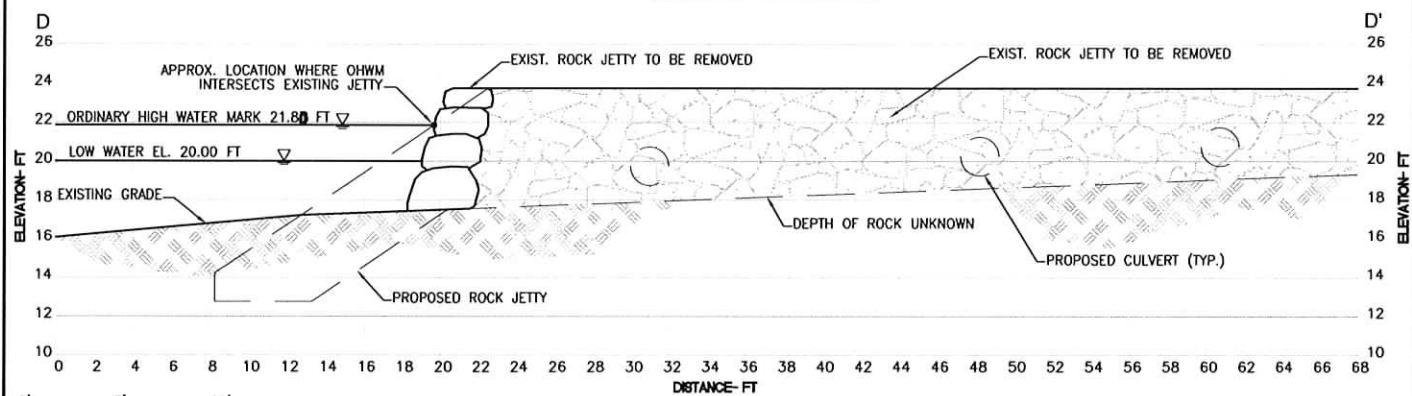 D D'
26 26
EXIST. ROCK JETTY TO BE REMOVED
EXIST. ROCK JETTY TO BE REMOVED
APPROX. LOCATION WHERE OHWM
INTERSECTS EXISTING JETTY
24 24
ORDINARY HIGH WATER MARK 21.80 FT
22 22
LOW WATER EL. 20.00 FT
20 20
EXISTING GRADE
18 18
DEPTH OF ROCK UNKNOWN
ELEVATION- FT
ELEVATION- FT
16 16
PROPOSED CULVERT (TYP.)
14 14
PROPOSED ROCK JETTY
12 12
10 10
0 2 4 6 8 10 12 14 16 18 20 22 24 26 28 30 32 34 36 38 40 42 44 46 48 50 52 54 56 58 60 62 64 66 68
DISTANCE- FT